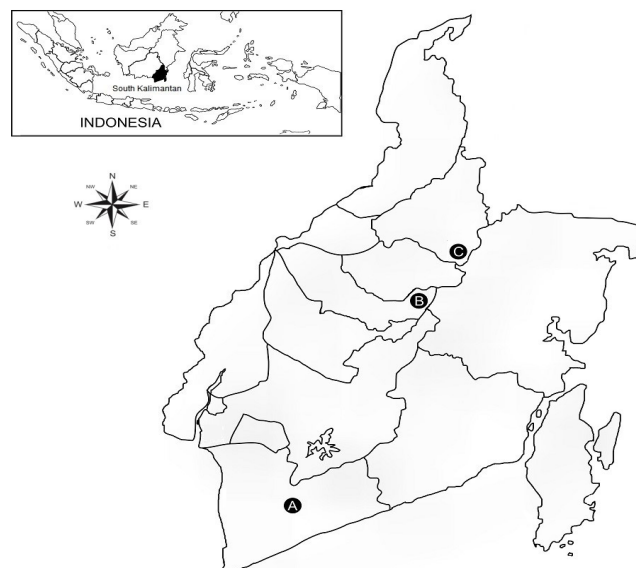 South Kalimantan
INDONESIA
N
NW NE
W E
SW SE
S
C
B
A